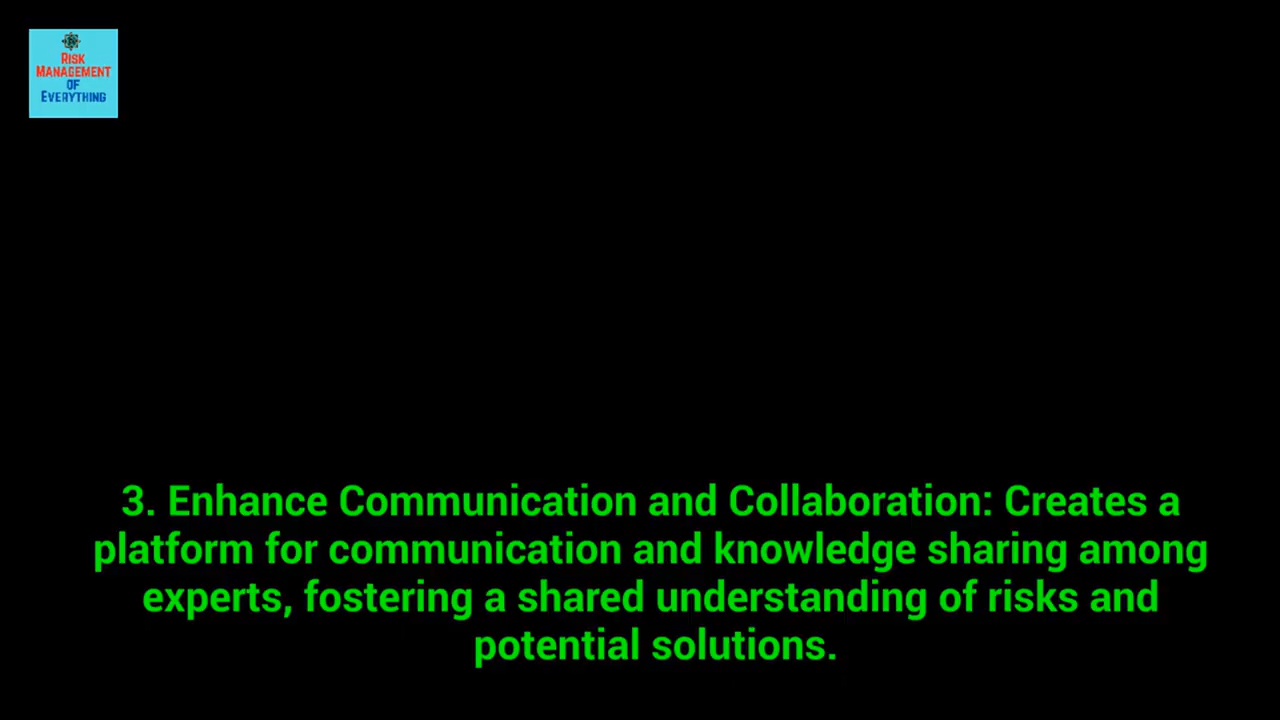 RISK
MANAGEMENT
OF
EVERYTHING
3. Enhance Communication and Collaboration: Creates a
platform for communication and knowledge sharing among
experts, fostering a shared understanding of risks and
potential solutions.